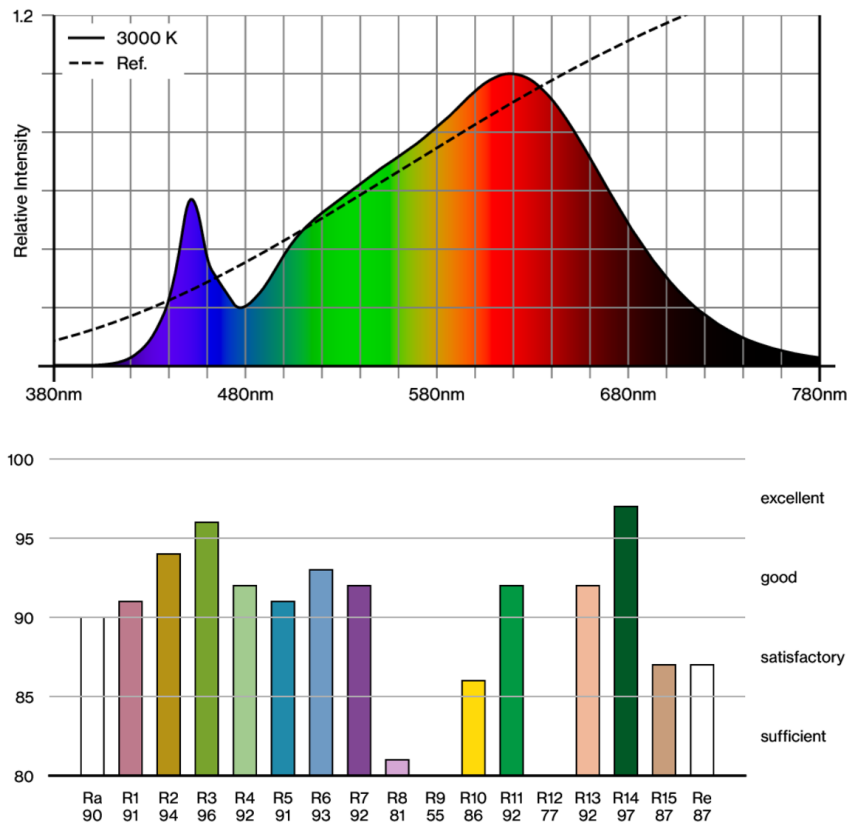 1.2
3000 K
Ref.
Relative Intensity
380nm 480nm 580nm 680nm 780nm
100
excellent
95
good
90
satisfactory
85
sufficient
80
Ra R1 R2 R3 R4 R5 R6 R7 R8 R9 R10 R11 R12 R13 R14 R15 Re
90 91 94 96 92 91 93 92 81 55 86 92 77 92 97 87 87